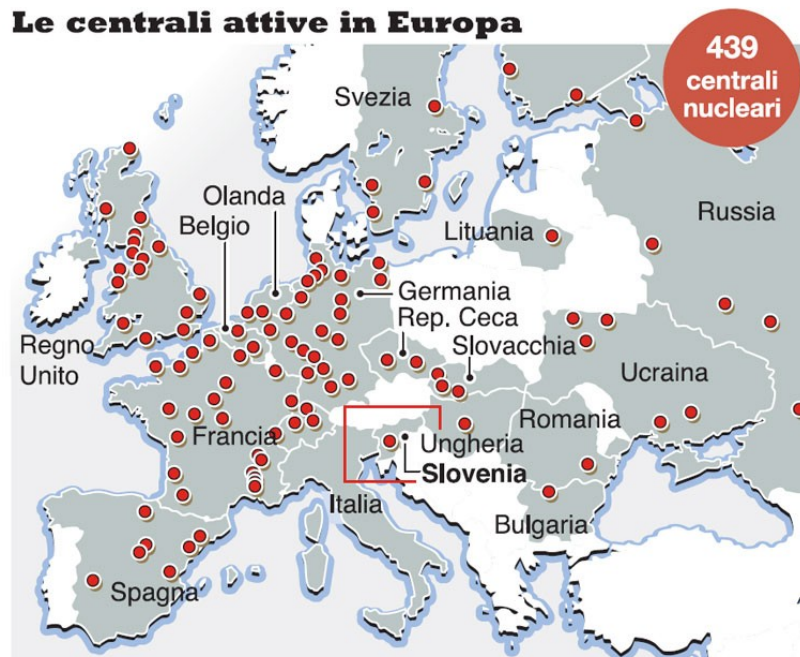 Le centrali attive in Europa
439
centrali
nucleari
Svezia
Olanda
Belgio
Lituania
Russia
Germania
Rep. Ceca
Slovacchia
Regno
Unito
Ucraina
Francia
Romania
Ungheria
Slovenia
Italia
Bulgaria
Spagna